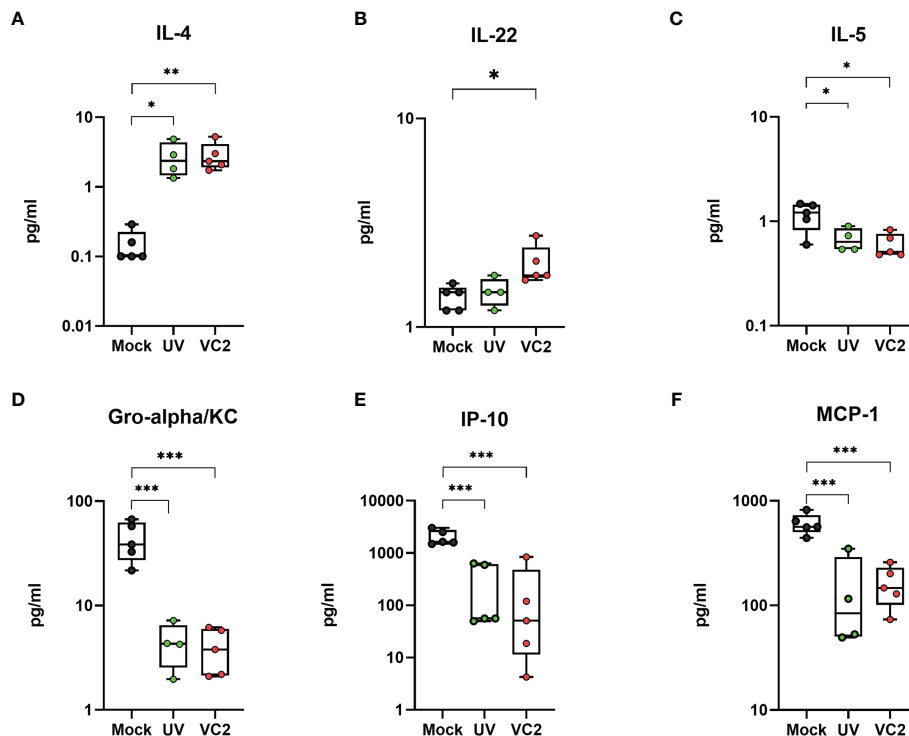 A
IL-4
**
*
10
1
0.1
0.01
pg/ml
Mock UV VC2
B
IL-22
*
10
1
pg/ml
Mock UV VC2
C
IL-5
*
*
10
1
0.1
pg/ml
Mock UV VC2
D
Gro-alpha/KC
***
***
100
10
1
pg/ml
Mock UV VC2
E
IP-10
***
***
10000
1000
100
10
1
pg/ml
Mock UV VC2
F
MCP-1
***
***
1000
100
10
pg/ml
Mock UV VC2